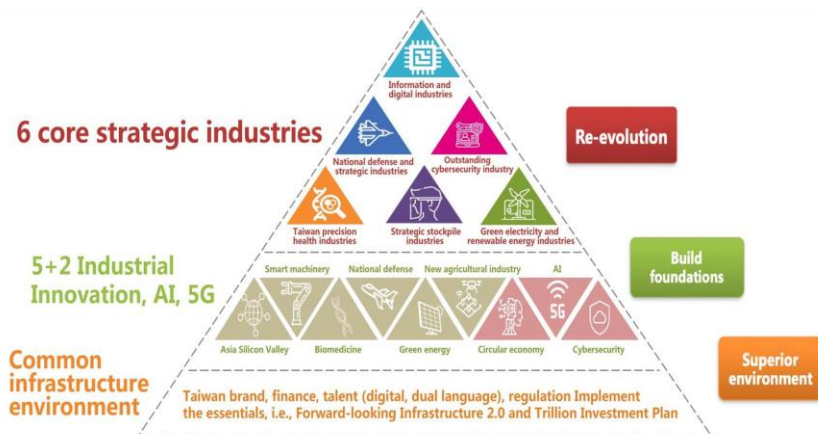 Information and
digital industries
6 core strategic industries
Re-evolution
National defense and
strategic industries
Outstanding
cybersecurity industry
Taiwan precision
health industries
Strategic stockpile
industries
Green electricity and
renewable energy industries
5+2 Industrial
Innovation, AI, 5G
Build
foundations
Smart machinery
National defense
New agricultural industry
AI
5G
Asia Silicon Valley
Biomedicine
Green energy
Circular economy
Cybersecurity
Common
infrastructure
environment
Superior
environment
Taiwan brand, finance, talent (digital, dual language), regulation Implement
the essentials, i.e., Forward-looking Infrastructure 2.0 and Trillion Investment Plan